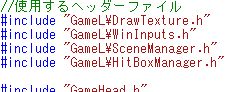 //使用するヘッダーファイル
#include "GameL¥DrawTexture.h"
#include "GameL¥WinInputs.h"
#include "GameL¥SceneManager.h"
#include "GameL¥HitBoxManager.h"
#include "GameHead.h"